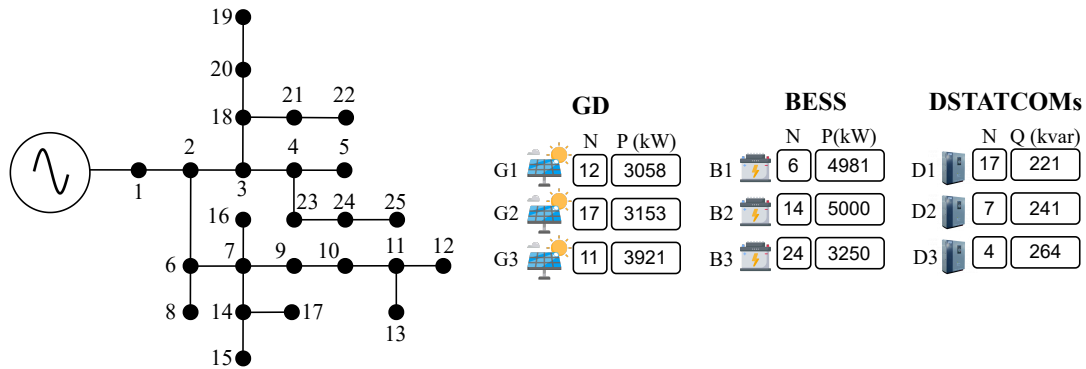 19
20
21 22
18
2 4 5
1 3
16 23 24 25
6 7 9 10 11 12
8 14 17
13
15
GD
N P (kW)
G1 12 3058
G2 17 3153
G3 11 3921
BESS
N P(kW)
B1 6 4981
B2 14 5000
B3 24 3250
DSTATCOMs
N Q (kvar)
D1 17 221
D2 7 241
D3 4 264